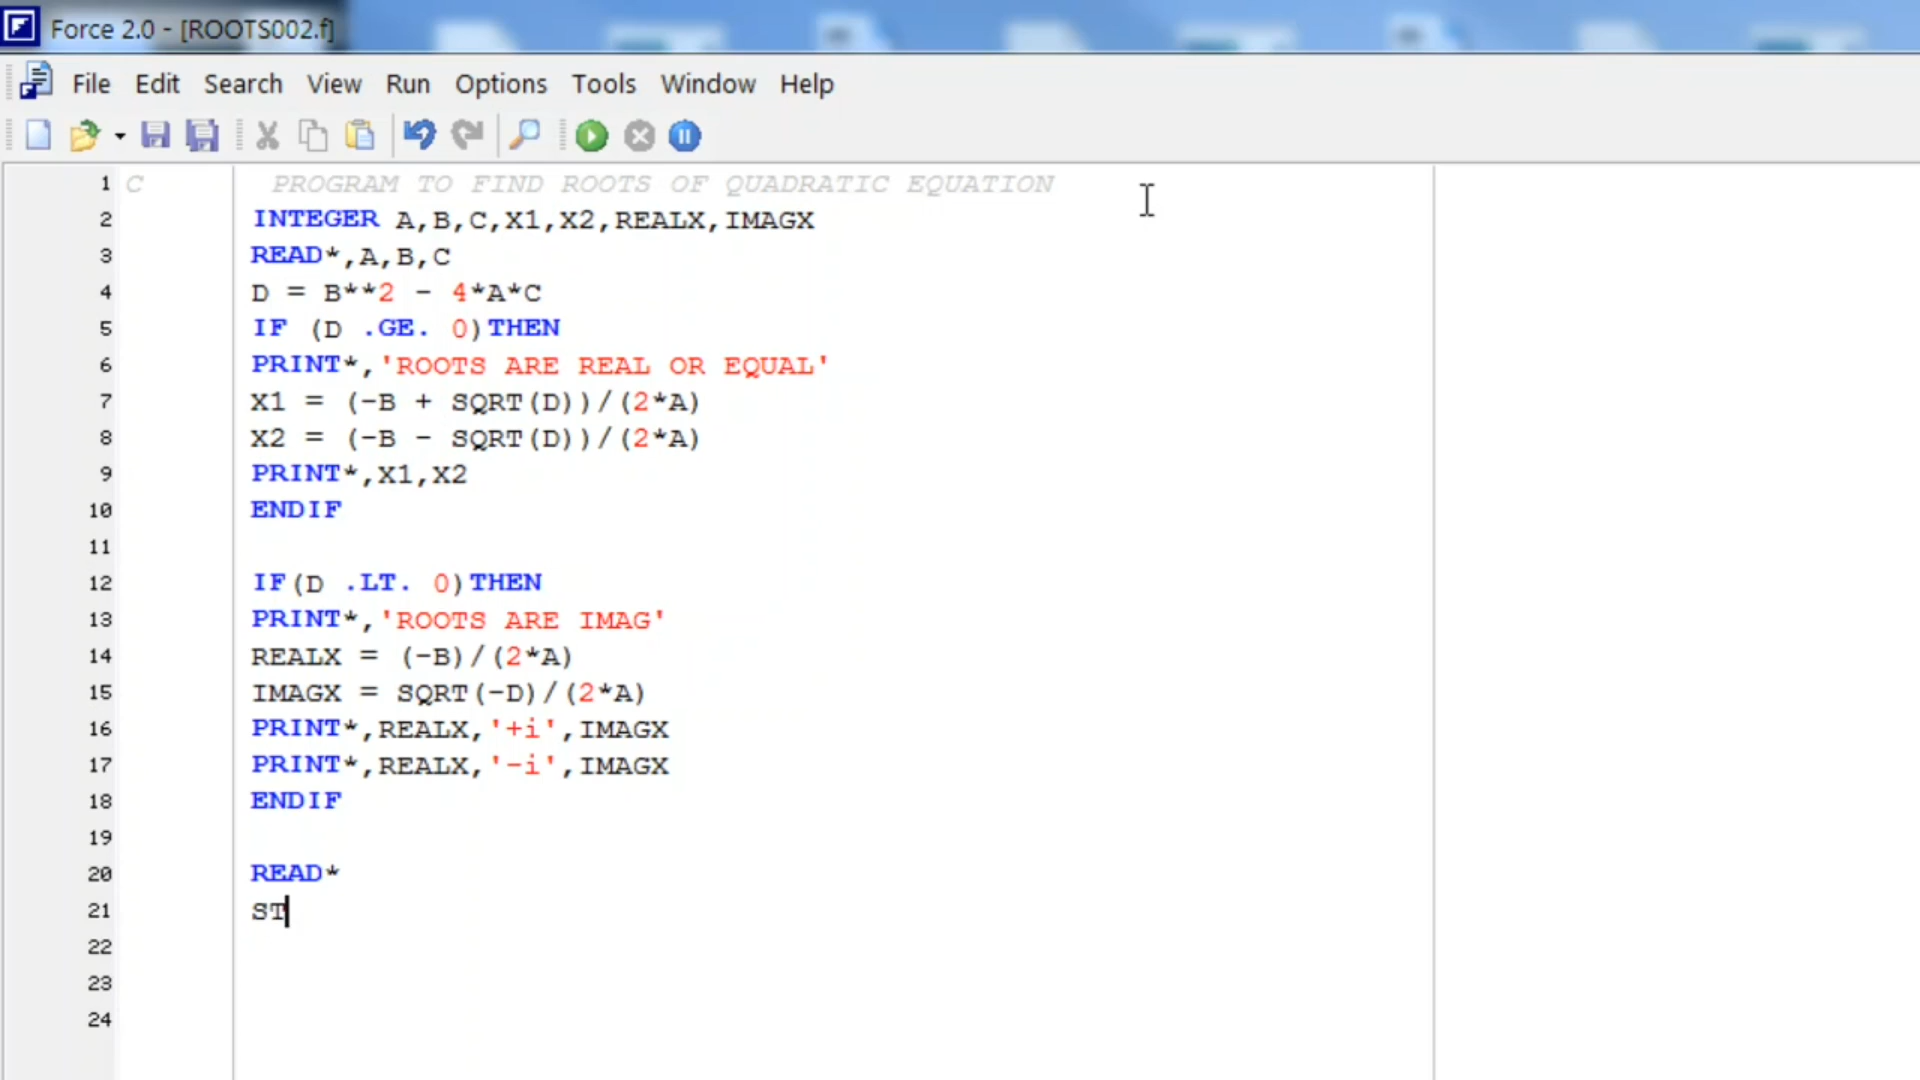 Force 2.0 - [ROOTS002.f]
File Edit Search View Run Options Tools Window Help
1 C PROGRAM TO FIND ROOTS OF QUADRATIC EQUATION
2 INTEGER A,B,C,X1,X2,REALX,IMAGX
3 READ*,A,B,C
4 D = B**2 - 4*A*C
5 IF (D .GE. 0)THEN
6 PRINT*,'ROOTS ARE REAL OR EQUAL'
7 X1 = (-B + SQRT(D))/(2*A)
8 X2 = (-B - SQRT(D))/(2*A)
9 PRINT*,X1,X2
10 ENDIF
11
12 IF(D .LT. 0)THEN
13 PRINT*,'ROOTS ARE IMAG'
14 REALX = (-B)/(2*A)
15 IMAGX = SQRT(-D)/(2*A)
16 PRINT*,REALX,'+i',IMAGX
17 PRINT*,REALX,'-i',IMAGX
18 ENDIF
19
20 READ*
21 ST
22
23
24